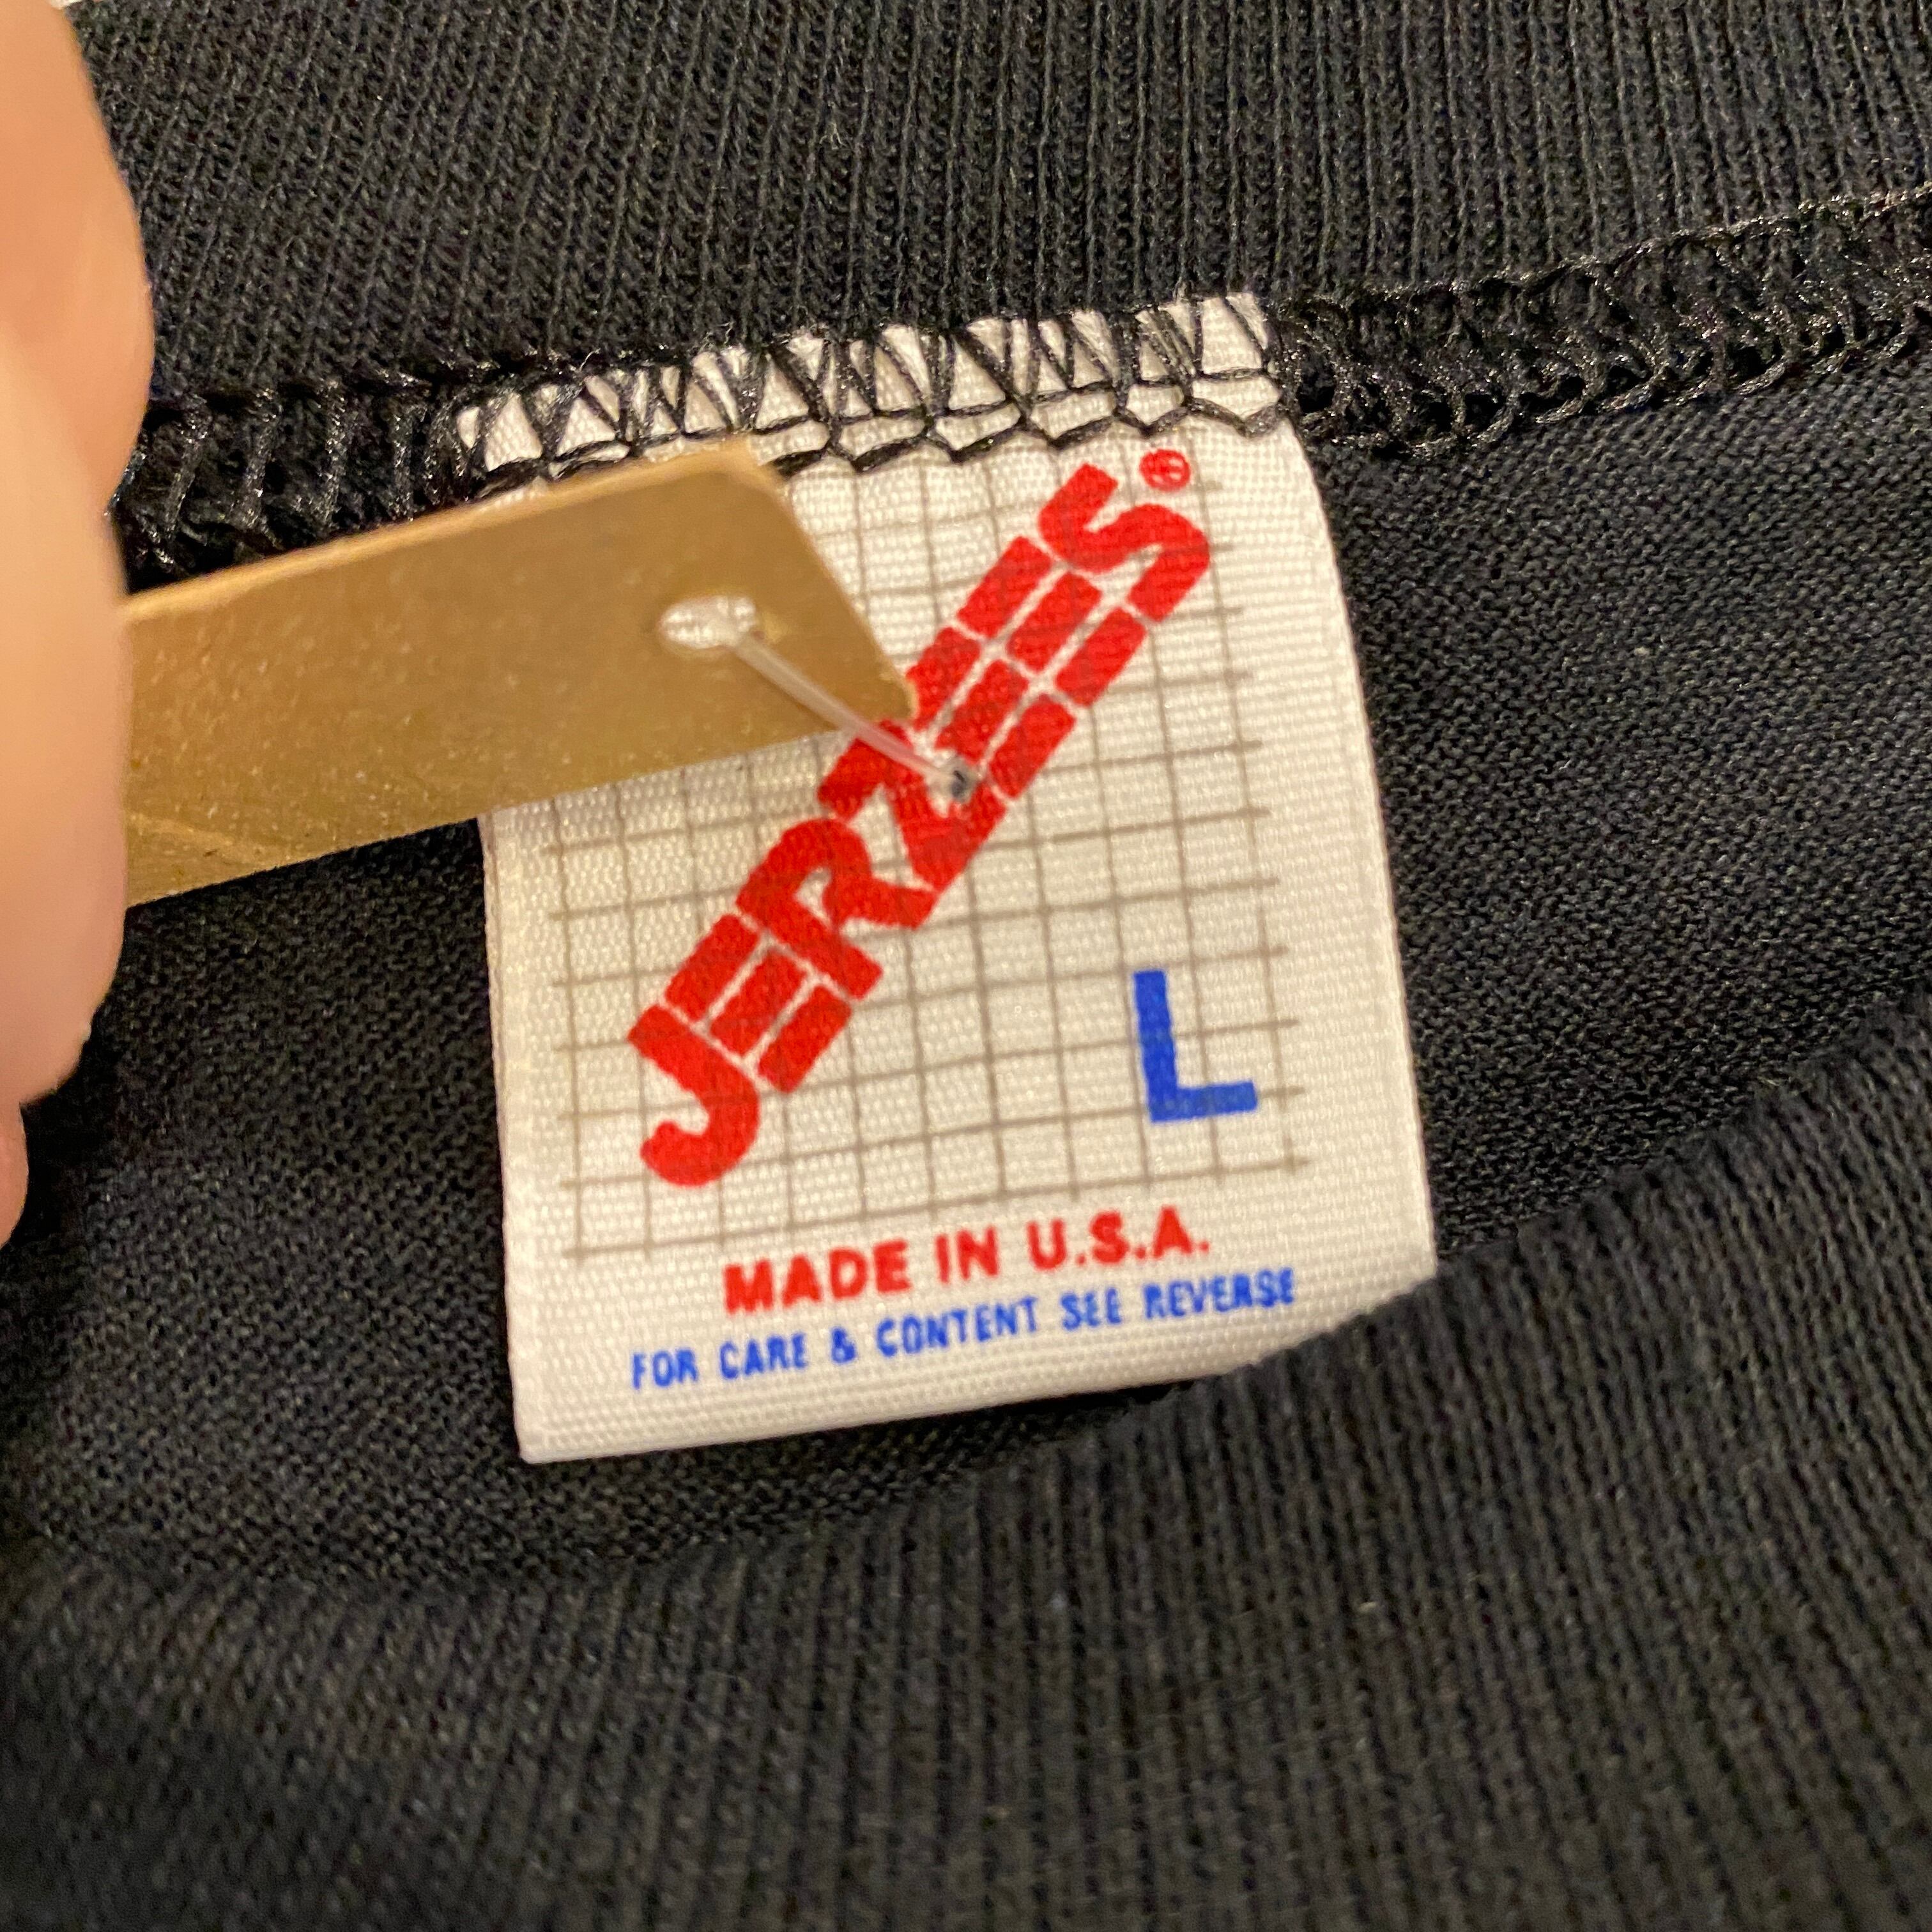 JERZEES®
L
MADE IN U.S.A.
FOR CARE & CONTENT SEE REVERSE